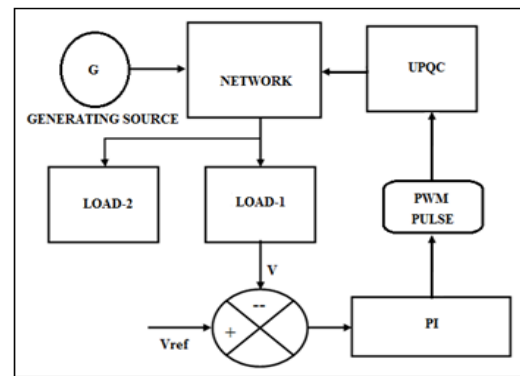 G
GENERATING SOURCE
NETWORK
UPQC
LOAD-2
LOAD-1
PWM
PULSE
V
--
+
Vref
PI